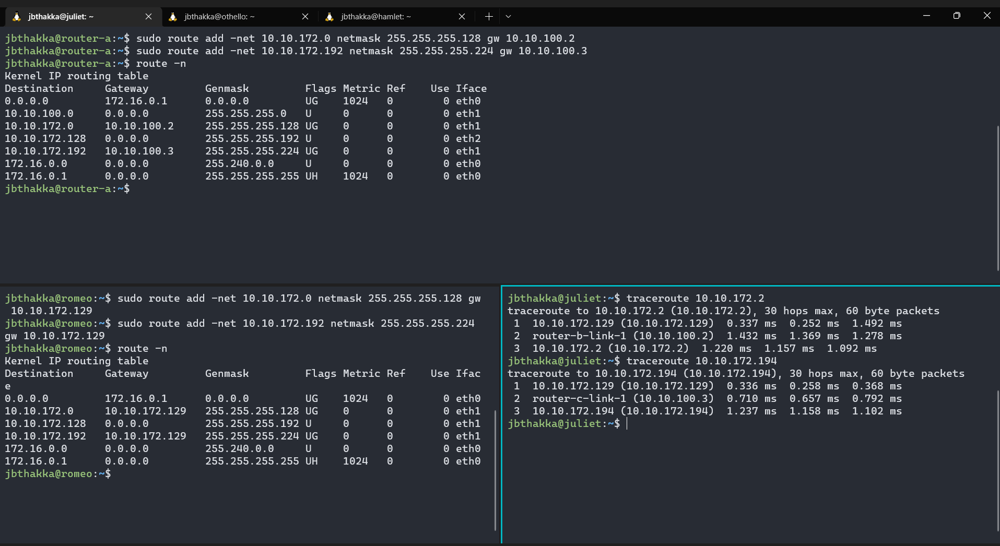 jbthakka@juliet: ~ jbthakka@othello: ~ jbthakka@hamlet: ~
jbthakka@router-a:~$ sudo route add -net 10.10.172.0 netmask 255.255.255.128 gw 10.10.100.2
jbthakka@router-a:~$ sudo route add -net 10.10.172.192 netmask 255.255.255.224 gw 10.10.100.3
jbthakka@router-a:~$ route -n
Kernel IP routing table
Destination     Gateway         Genmask         Flags Metric Ref    Use Iface
0.0.0.0         172.16.0.1      0.0.0.0         UG    1024   0        0 eth0
10.10.100.0     0.0.0.0         255.255.255.0   U     0      0        0 eth1
10.10.172.0     10.10.100.2     255.255.255.128 UG    0      0        0 eth1
10.10.172.128   0.0.0.0         255.255.255.192 U     0      0        0 eth2
10.10.172.192   10.10.100.3     255.255.255.224 UG    0      0        0 eth1
172.16.0.0      0.0.0.0         255.240.0.0     U     0      0        0 eth0
172.16.0.1      0.0.0.0         255.255.255.255 UH    1024   0        0 eth0
jbthakka@router-a:~$
jbthakka@romeo:~$ sudo route add -net 10.10.172.0 netmask 255.255.255.128 gw
 10.10.172.129
jbthakka@romeo:~$ sudo route add -net 10.10.172.192 netmask 255.255.255.224
gw 10.10.172.129
jbthakka@romeo:~$ route -n
Kernel IP routing table
Destination     Gateway         Genmask         Flags Metric Ref    Use Ifac
e
0.0.0.0         172.16.0.1      0.0.0.0         UG    1024   0        0 eth0
10.10.172.0     10.10.172.129   255.255.255.128 UG    0      0        0 eth1
10.10.172.128   0.0.0.0         255.255.255.192 U     0      0        0 eth1
10.10.172.192   10.10.172.129   255.255.255.224 UG    0      0        0 eth1
172.16.0.0      0.0.0.0         255.240.0.0     U     0      0        0 eth0
172.16.0.1      0.0.0.0         255.255.255.255 UH    1024   0        0 eth0
jbthakka@romeo:~$
jbthakka@juliet:~$ traceroute 10.10.172.2
traceroute to 10.10.172.2 (10.10.172.2), 30 hops max, 60 byte packets
 1  10.10.172.129 (10.10.172.129)  0.337 ms  0.252 ms  1.492 ms
 2  router-b-link-1 (10.10.100.2)  1.432 ms  1.369 ms  1.278 ms
 3  10.10.172.2 (10.10.172.2)  1.220 ms  1.157 ms  1.092 ms
jbthakka@juliet:~$ traceroute 10.10.172.194
traceroute to 10.10.172.194 (10.10.172.194), 30 hops max, 60 byte packets
 1  10.10.172.129 (10.10.172.129)  0.336 ms  0.258 ms  0.368 ms
 2  router-c-link-1 (10.10.100.3)  0.710 ms  0.657 ms  0.792 ms
 3  10.10.172.194 (10.10.172.194)  1.237 ms  1.158 ms  1.102 ms
jbthakka@juliet:~$